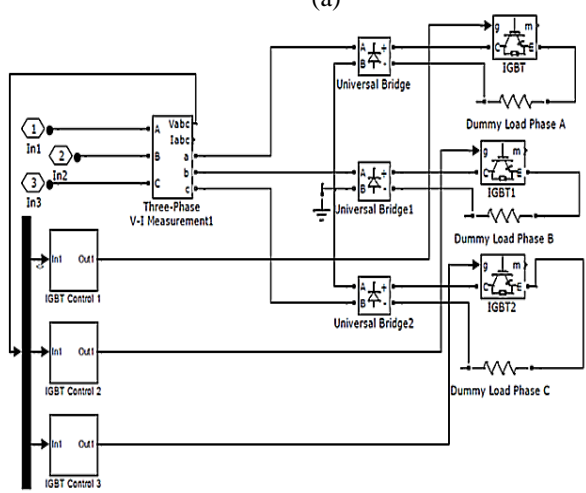 (a)
g m
C E
IGBT
A +
B -
Universal Bridge
Dummy Load Phase A
1
In1
2
In2
3
In3
A Vabc
Iabc
B a
b
C c
Three-Phase
V-I Measurement1
g m
C E
IGBT1
A +
B -
Universal Bridge1
Dummy Load Phase B
In1 Out1
IGBT Control 1
g m
C E
IGBT2
A +
B -
Universal Bridge2
In1 Out1
IGBT Control 2
Dummy Load Phase C
In1 Out1
IGBT Control 3